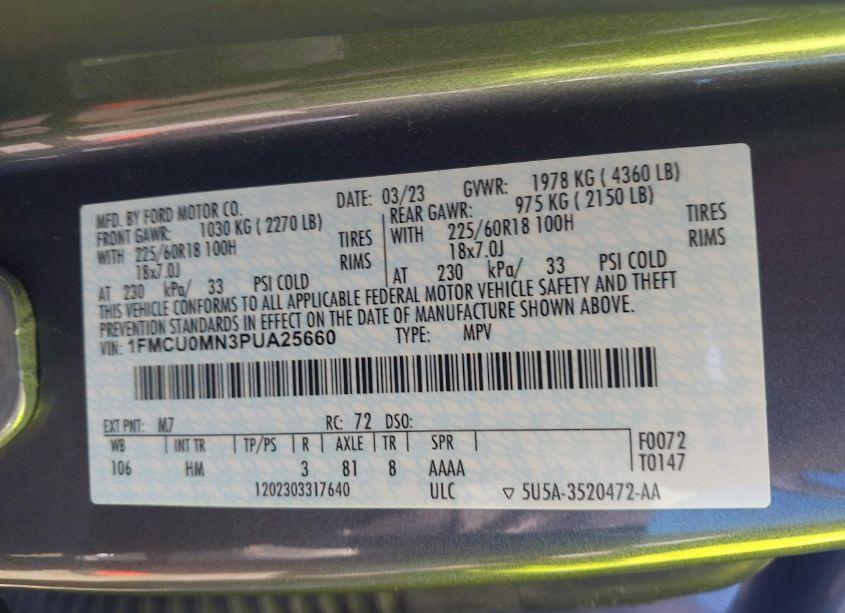 MFD. BY FORD MOTOR CO. DATE: 03/23 GVWR: 1978 KG ( 4360 LB)
FRONT GAWR: 1030 KG ( 2270 LB) REAR GAWR: 975 KG ( 2150 LB)
WITH 225/60R18 100H TIRES WITH 225/60R18 100H TIRES
18x7.0J RIMS 18x7.0J RIMS
AT 230 kPa/ 33 PSI COLD AT 230 kPa/ 33 PSI COLD
THIS VEHICLE CONFORMS TO ALL APPLICABLE FEDERAL MOTOR VEHICLE SAFETY AND THEFT
PREVENTION STANDARDS IN EFFECT ON THE DATE OF MANUFACTURE SHOWN ABOVE.
VIN: 1FMCU0MN3PUA25660 TYPE: MPV
EXT PNT: M7 RC: 72 DSO:
WB INT TR TP/PS R AXLE TR SPR F0072
106 HM 3 81 8 AAAA T0147
1202303317640 ULC ▽ 5U5A-3520472-AA